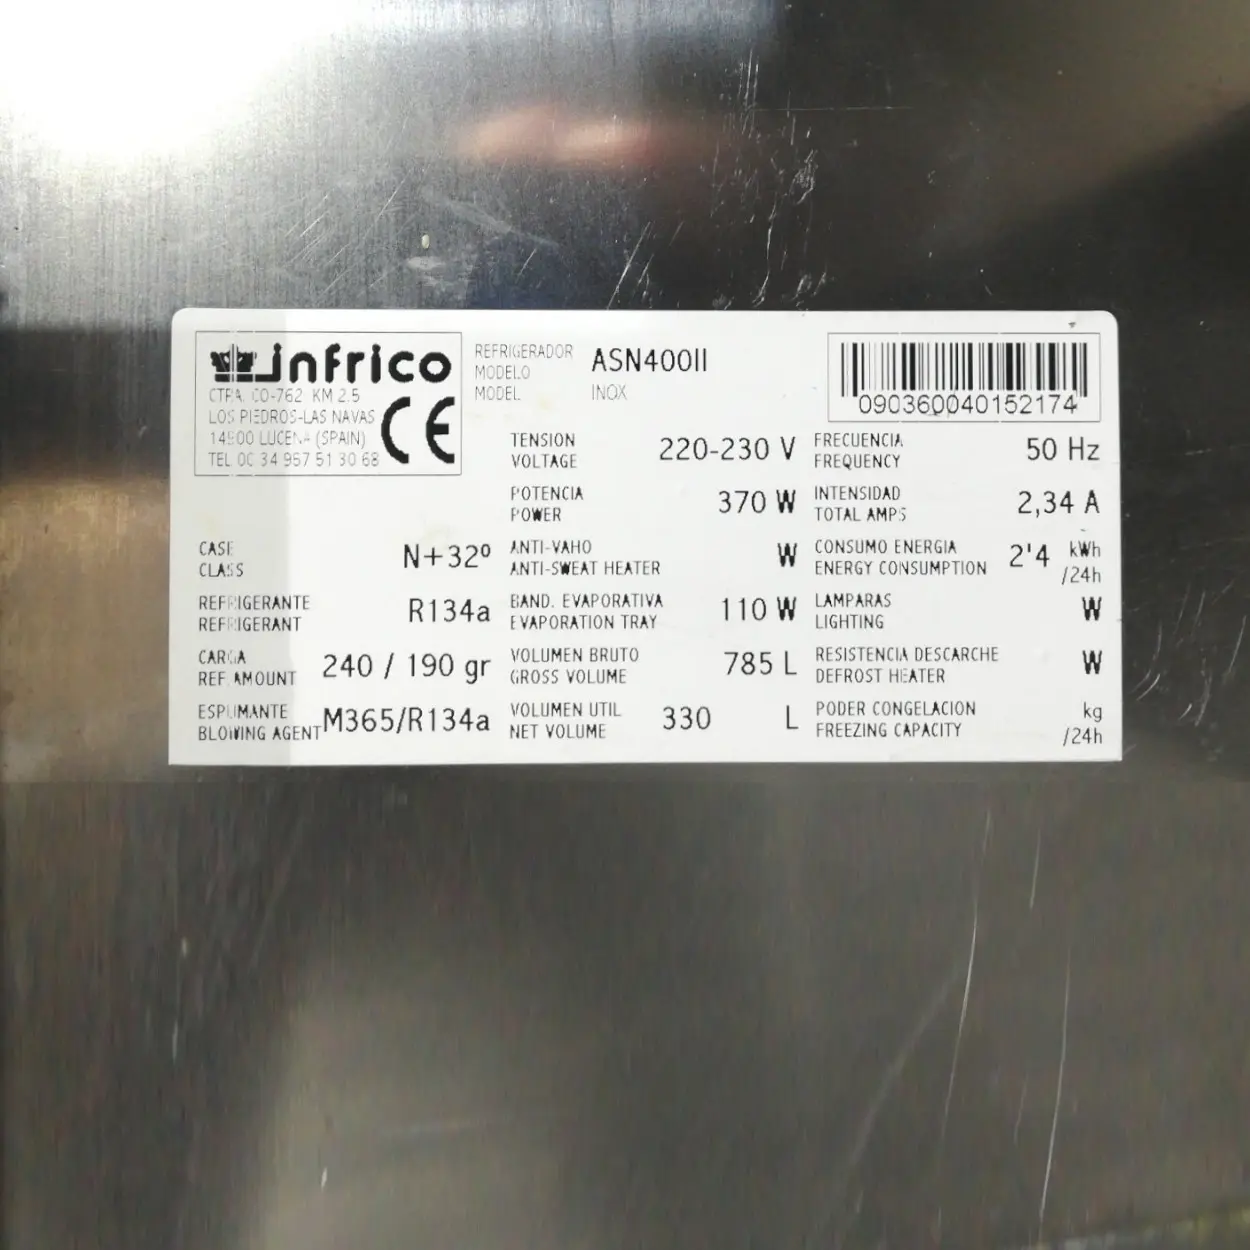 infrico
CTRA. CO-762 KM 2.5
LOS PIEDROS-LAS NAVAS
14900 LUCENA (SPAIN)
TEL 00 34 957 51 30 68
CE
REFRIGERADOR
MODELO
MODEL
ASN400II
INOX
090360040152174
TENSION
VOLTAGE
220-230 V
FRECUENCIA
FREQUENCY
50 Hz
POTENCIA
POWER
370 W
INTENSIDAD
TOTAL AMPS
2,34 A
CASE
CLASS
N+32º
ANTI-VAHO
ANTI-SWEAT HEATER
W
CONSUMO ENERGIA
ENERGY CONSUMPTION
2'4 kWh
/24h
REFRIGERANTE
REFRIGERANT
R134a
BAND. EVAPORATIVA
EVAPORATION TRAY
110 W
LAMPARAS
LIGHTING
W
CARGA
REF. AMOUNT
240 / 190 gr
VOLUMEN BRUTO
GROSS VOLUME
785 L
RESISTENCIA DESCARCHE
DEFROST HEATER
W
ESPUMANTE
BLOWING AGENT
M365/R134a
VOLUMEN UTIL
NET VOLUME
330 L
PODER CONGELACION
FREEZING CAPACITY
kg
/24h